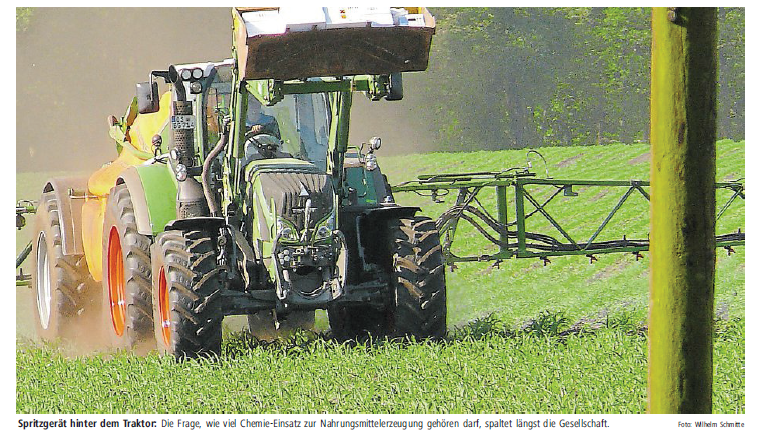 Spritzgerät hinter dem Traktor: Die Frage, wie viel Chemie-Einsatz zur Nahrungsmittelerzeugung gehören darf, spaltet längst die Gesellschaft.
Foto: Wilhelm Schmitte